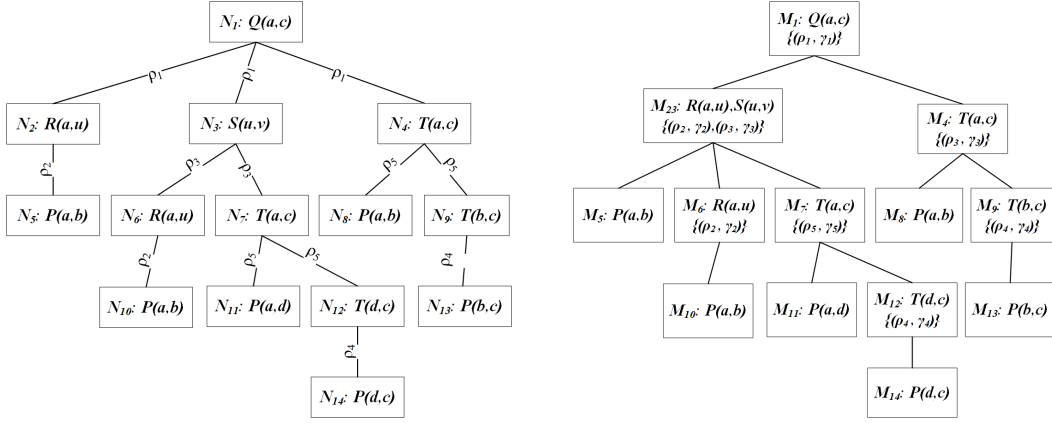 N1: Q(a,c)
ρ1
ρ1
ρ1
N2: R(a,u)
N3: S(u,v)
N4: T(a,c)
ρ2
ρ3
ρ3
ρ5
ρ5
N5: P(a,b)
N6: R(a,u)
N7: T(a,c)
N8: P(a,b)
N9: T(b,c)
ρ2
ρ5
ρ5
ρ4
N10: P(a,b)
N11: P(a,d)
N12: T(d,c)
N13: P(b,c)
ρ4
N14: P(d,c)
M1: Q(a,c)
{(ρ1, γ1)}
M23: R(a,u),S(u,v)
{(ρ2, γ2),(ρ3, γ3)}
M4: T(a,c)
{(ρ3, γ3)}
M5: P(a,b)
M6: R(a,u)
{(ρ2, γ2)}
M7: T(a,c)
{(ρ5, γ5)}
M8: P(a,b)
M9: T(b,c)
{(ρ4, γ4)}
M10: P(a,b)
M11: P(a,d)
M12: T(d,c)
{(ρ4, γ4)}
M13: P(b,c)
M14: P(d,c)